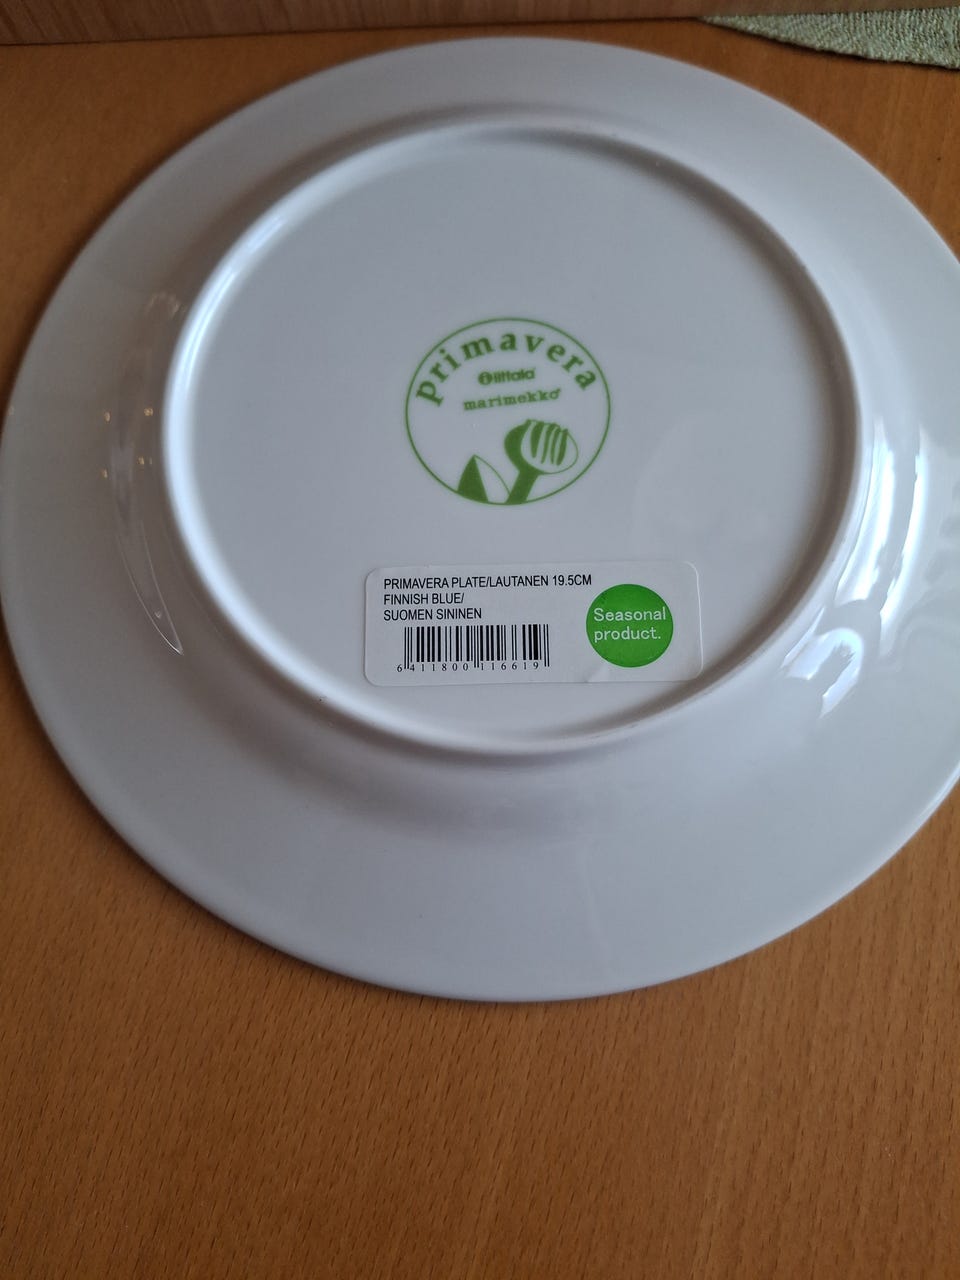 primavera
iittala
marimekko
PRIMAVERA PLATE/LAUTANEN 19.5CM
FINNISH BLUE/
SUOMEN SININEN
Seasonal
product.
6 411800 116619